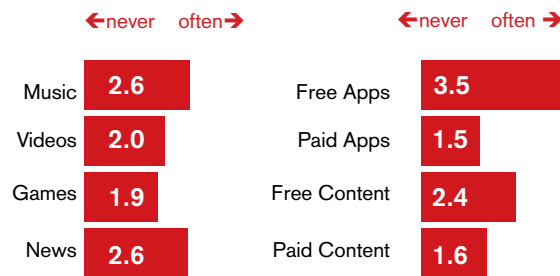 ←never often→
Music 2.6
Videos 2.0
Games 1.9
News 2.6
←never often→
Free Apps 3.5
Paid Apps 1.5
Free Content 2.4
Paid Content 1.6